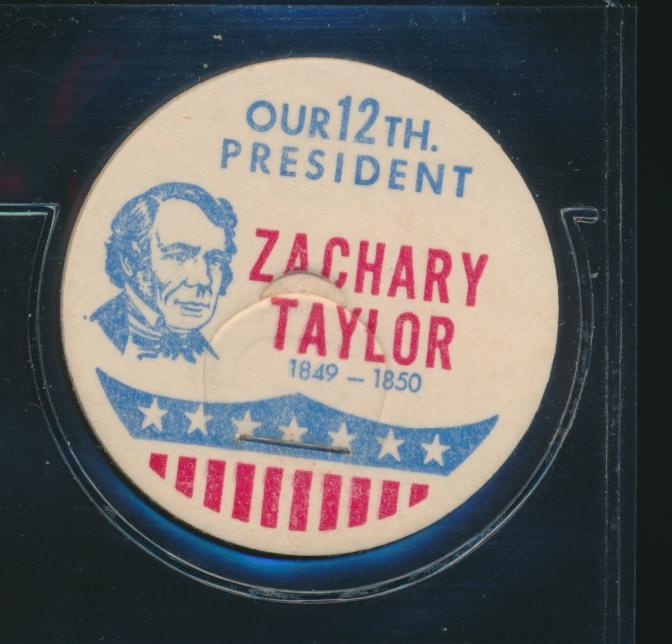 OUR 12TH.
PRESIDENT
ZACHARY
TAYLOR
1849 – 1850